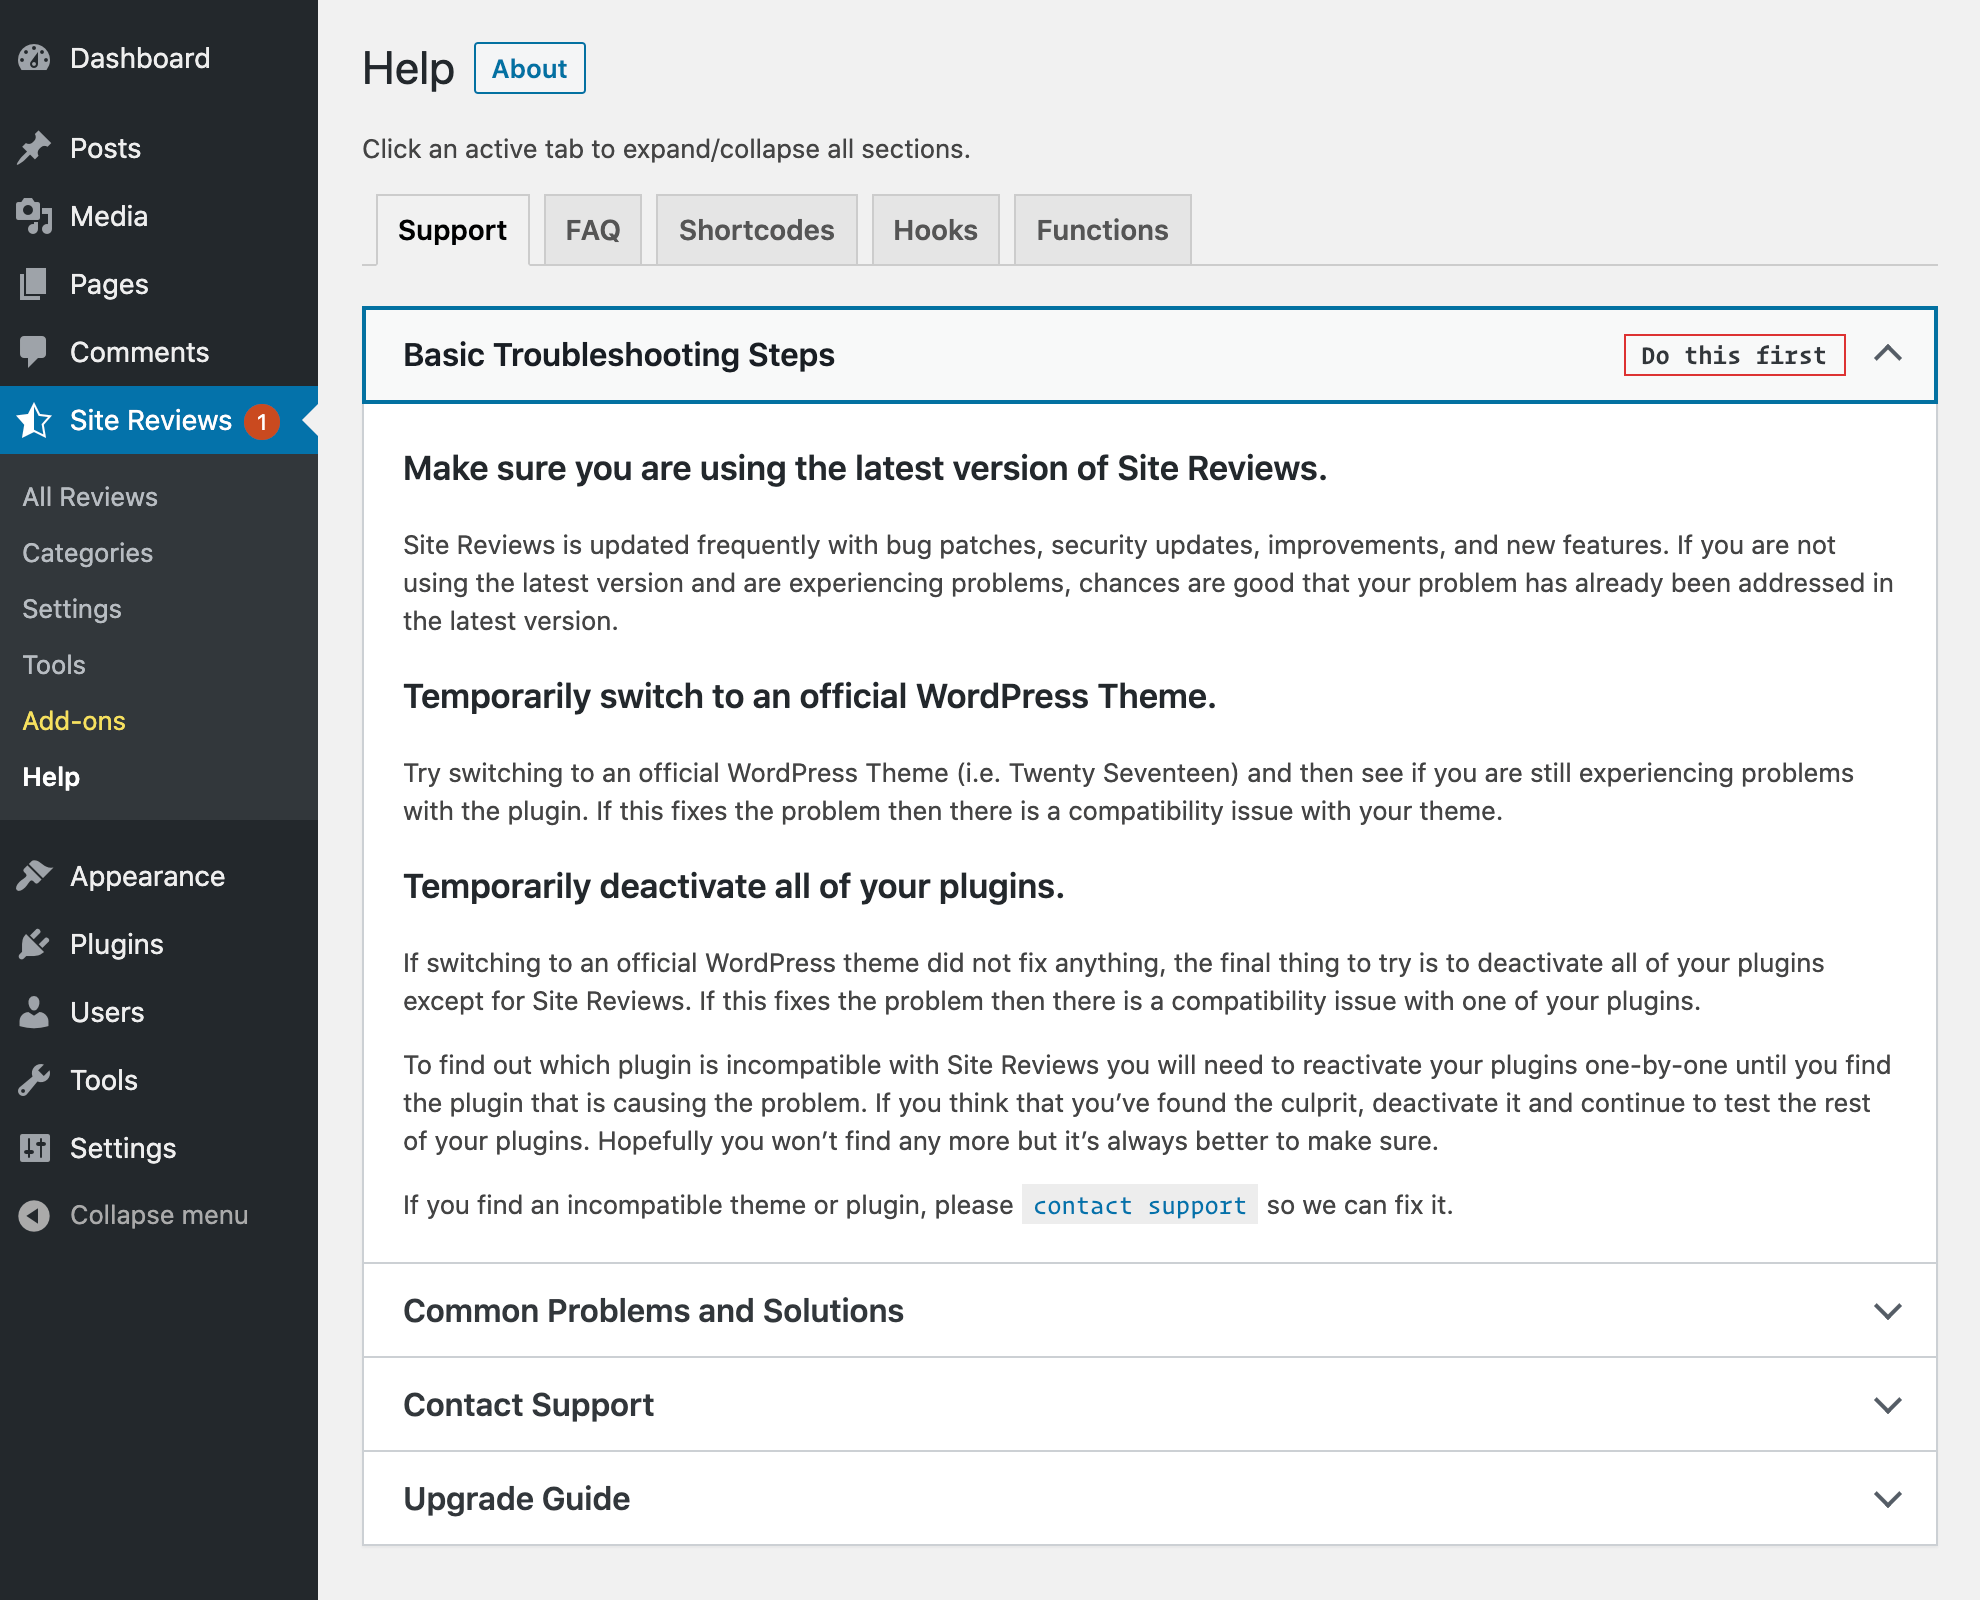 Dashboard
Posts
Media
Pages
Comments
Site Reviews 1
All Reviews
Categories
Settings
Tools
Add-ons
Help
Appearance
Plugins
Users
Tools
Settings
Collapse menu
Help About
Click an active tab to expand/collapse all sections.
Support FAQ Shortcodes Hooks Functions
Basic Troubleshooting Steps Do this first
Make sure you are using the latest version of Site Reviews.
Site Reviews is updated frequently with bug patches, security updates, improvements, and new features. If you are not
using the latest version and are experiencing problems, chances are good that your problem has already been addressed in
the latest version.
Temporarily switch to an official WordPress Theme.
Try switching to an official WordPress Theme (i.e. Twenty Seventeen) and then see if you are still experiencing problems
with the plugin. If this fixes the problem then there is a compatibility issue with your theme.
Temporarily deactivate all of your plugins.
If switching to an official WordPress theme did not fix anything, the final thing to try is to deactivate all of your plugins
except for Site Reviews. If this fixes the problem then there is a compatibility issue with one of your plugins.
To find out which plugin is incompatible with Site Reviews you will need to reactivate your plugins one-by-one until you find
the plugin that is causing the problem. If you think that you’ve found the culprit, deactivate it and continue to test the rest
of your plugins. Hopefully you won’t find any more but it’s always better to make sure.
If you find an incompatible theme or plugin, please contact support so we can fix it.
Common Problems and Solutions
Contact Support
Upgrade Guide